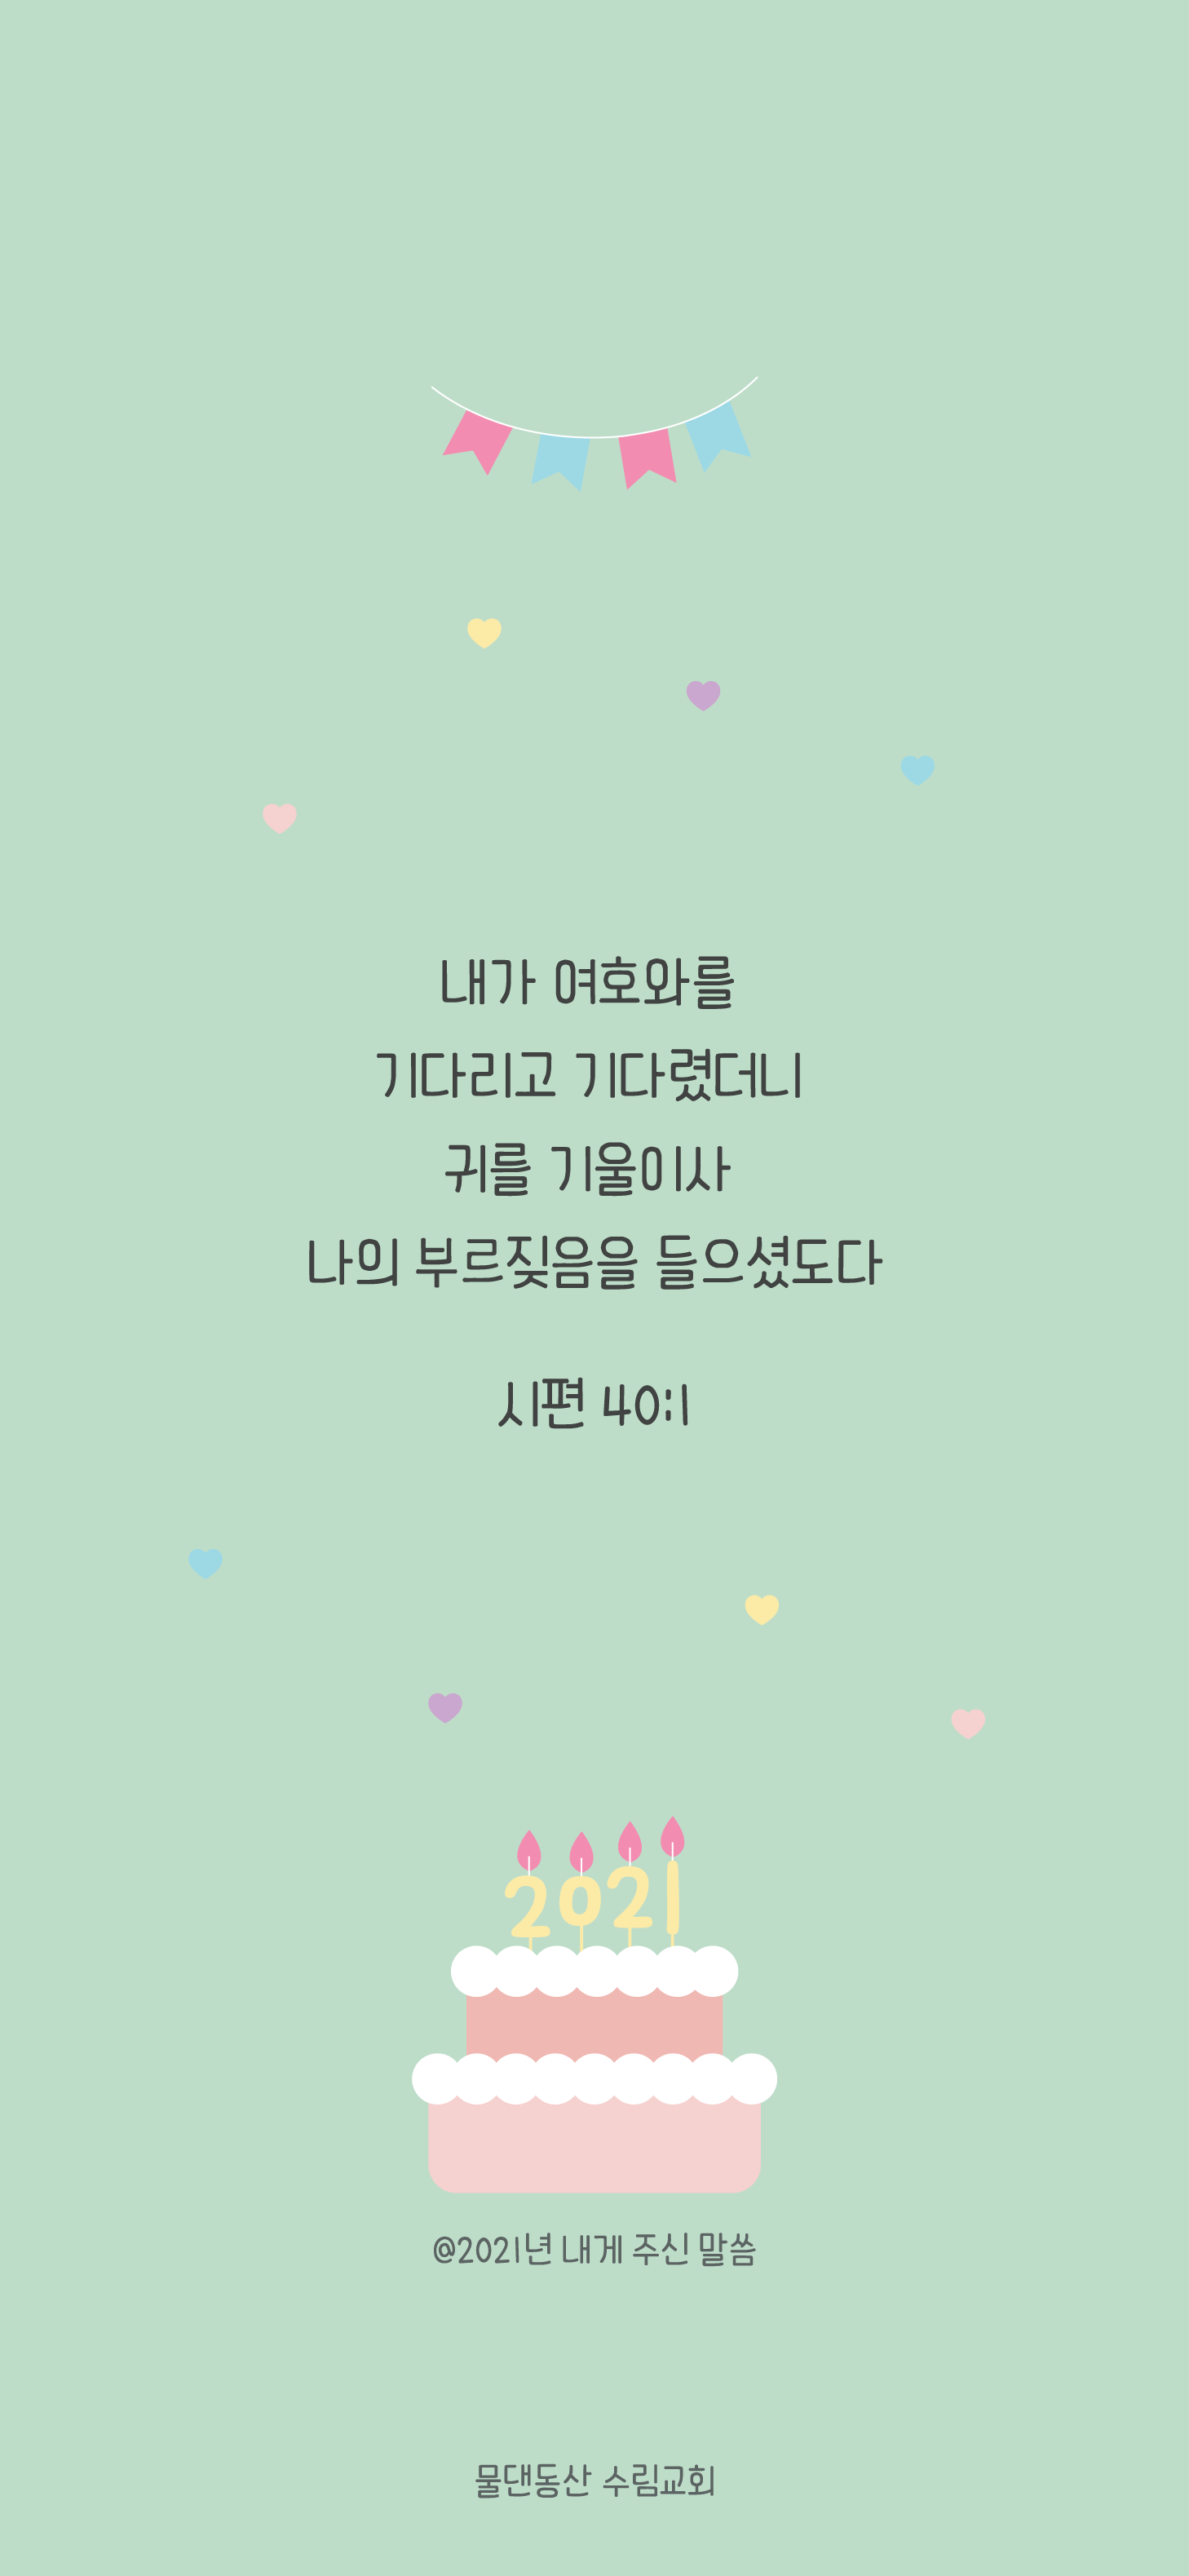 내가 여호와를
기다리고 기다렸더니
귀를 기울이사
나의 부르짖음을 들으셨도다
시편 40:1
2021
@2021년 내게 주신 말씀
물댄동산 수림교회